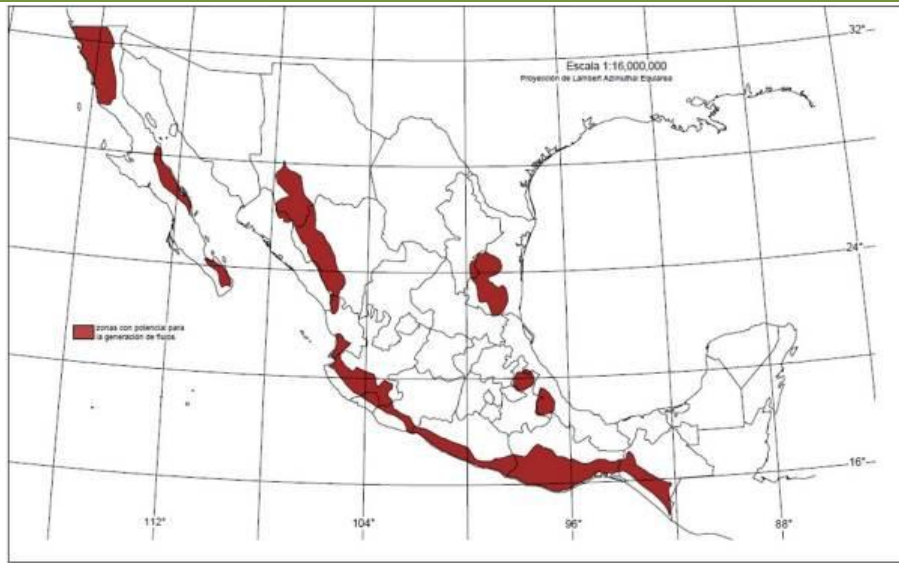 32°
Escala 1:16,000,000
Proyección de Lambert Azimuthal Equiarea
24°
zonas con potencial para
la generación de flujos.
16°
112°
104°
96°
88°